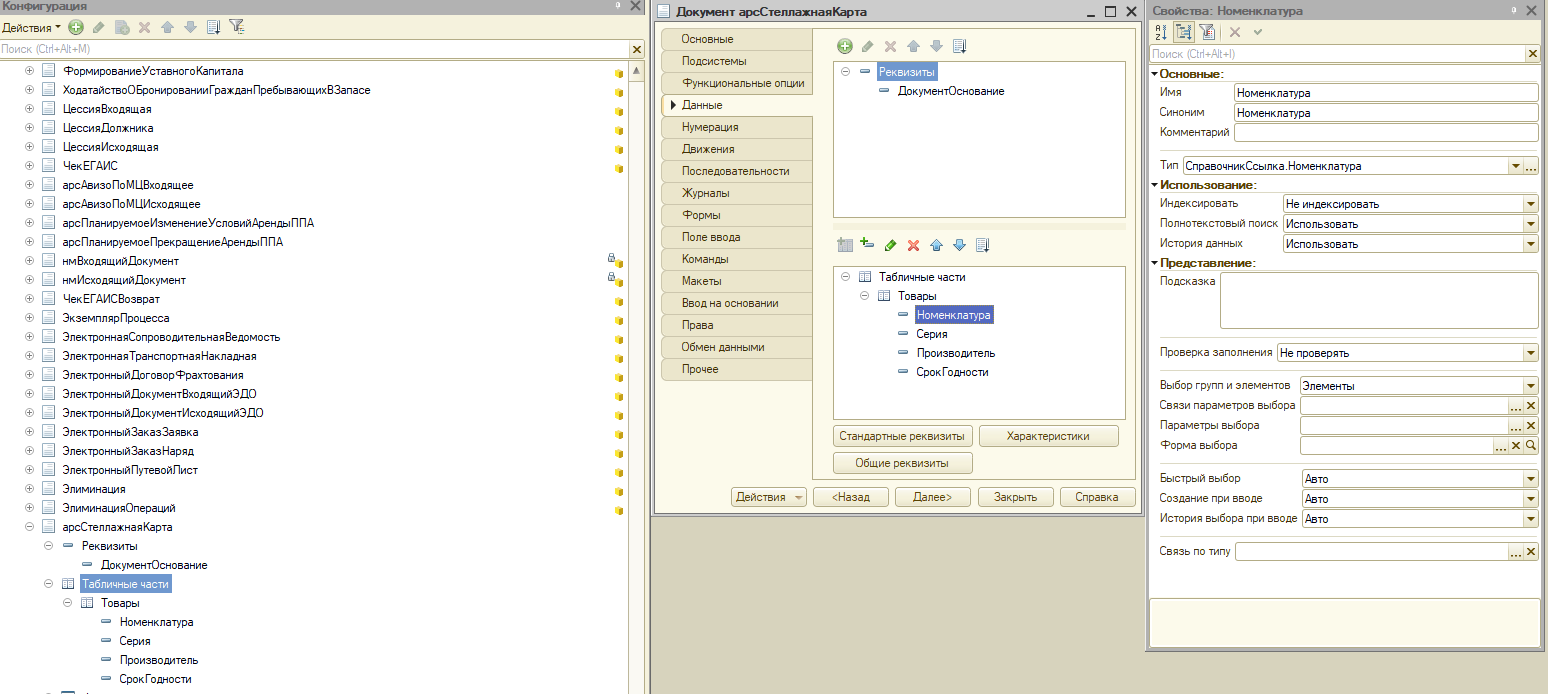 Конфигурация
Действия
Поиск (Ctrl+Alt+M)
ФормированиеУставногоКапитала
ХодатайствоОБронированииГражданПребывающихВЗапасе
ЦессияВходящая
ЦессияДолжника
ЦессияИсходящая
ЧекЕГАИС
арсАвизоПоМЦВходящее
арсАвизоПоМЦИсходящее
арсПланируемоеИзменениеУсловийАрендыППА
арсПланируемоеПрекращениеАрендыППА
нмВходящийДокумент
нмИсходящийДокумент
ЧекЕГАИСВозврат
ЭкземплярПроцесса
ЭлектроннаяСопроводительнаяВедомость
ЭлектроннаяТранспортнаяНакладная
ЭлектронныйДоговорФрахтования
ЭлектронныйДокументВходящийЭДО
ЭлектронныйДокументИсходящийЭДО
ЭлектронныйЗаказЗаявка
ЭлектронныйЗаказНаряд
ЭлектронныйПутевойЛист
Элиминация
ЭлиминацияОпераций
арсСтеллажнаяКарта
Реквизиты
ДокументОснование
Табличные части
Товары
Номенклатура
Серия
Производитель
СрокГодности
Документ арсСтеллажнаяКарта
Основные
Подсистемы
Функциональные опции
Данные
Нумерация
Движения
Последовательности
Журналы
Формы
Поле ввода
Команды
Макеты
Ввод на основании
Права
Обмен данными
Прочее
Реквизиты
ДокументОснование
Табличные части
Товары
Номенклатура
Серия
Производитель
СрокГодности
Стандартные реквизиты Характеристики
Общие реквизиты
Действия <Назад Далее> Закрыть Справка
Свойства: Номенклатура
Поиск (Ctrl+Alt+I)
Основные:
Имя Номенклатура
Синоним Номенклатура
Комментарий
Тип СправочникСсылка.Номенклатура
Использование:
Индексировать Не индексировать
Полнотекстовый поиск Использовать
История данных Использовать
Представление:
Подсказка
Проверка заполнения Не проверять
Выбор групп и элементов Элементы
Связи параметров выбора
Параметры выбора
Форма выбора
Быстрый выбор Авто
Создание при вводе Авто
История выбора при вводе Авто
Связь по типу